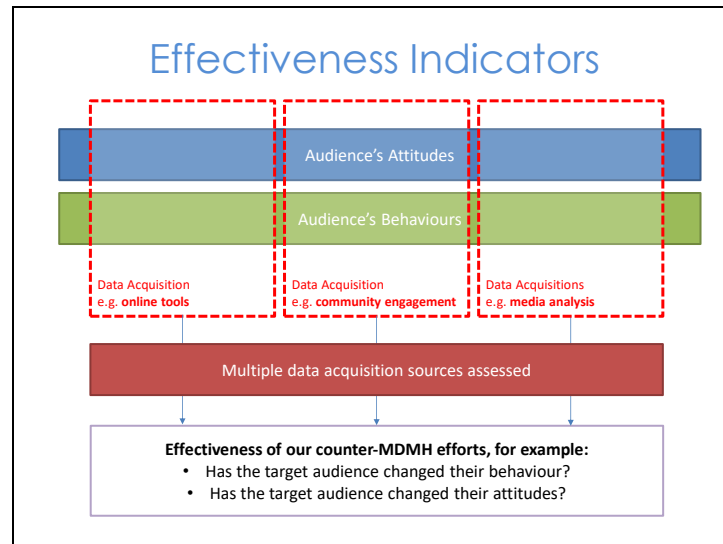 Effectiveness Indicators
Audience's Attitudes
Audience's Behaviours
Data Acquisition
e.g. online tools
Data Acquisition
e.g. community engagement
Data Acquisitions
e.g. media analysis
Multiple data acquisition sources assessed
Effectiveness of our counter-MDMH efforts, for example:
• Has the target audience changed their behaviour?
• Has the target audience changed their attitudes?